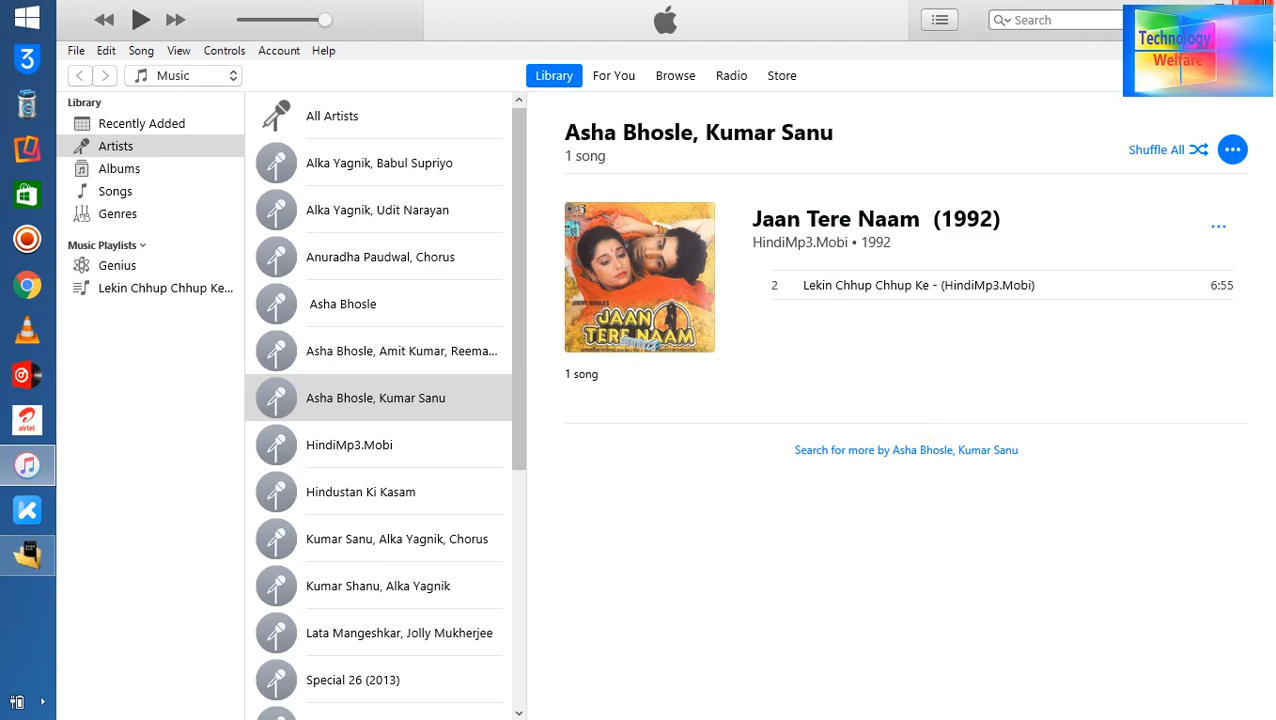 Search
Technology
Welfare
File Edit Song View Controls Account Help
Music
Library For You Browse Radio Store
Library
Recently Added
Artists
Albums
Songs
Genres
Music Playlists
Genius
Lekin Chhup Chhup Ke...
All Artists
Alka Yagnik, Babul Supriyo
Alka Yagnik, Udit Narayan
Anuradha Paudwal, Chorus
Asha Bhosle
Asha Bhosle, Amit Kumar, Reema...
Asha Bhosle, Kumar Sanu
HindiMp3.Mobi
Hindustan Ki Kasam
Kumar Sanu, Alka Yagnik, Chorus
Kumar Shanu, Alka Yagnik
Lata Mangeshkar, Jolly Mukherjee
Special 26 (2013)
Asha Bhosle, Kumar Sanu
1 song
Shuffle All
JAAN
TERE NAAM
Jaan Tere Naam (1992)
HindiMp3.Mobi • 1992
2 Lekin Chhup Chhup Ke - (HindiMp3.Mobi) 6:55
1 song
Search for more by Asha Bhosle, Kumar Sanu
3
airtel
K